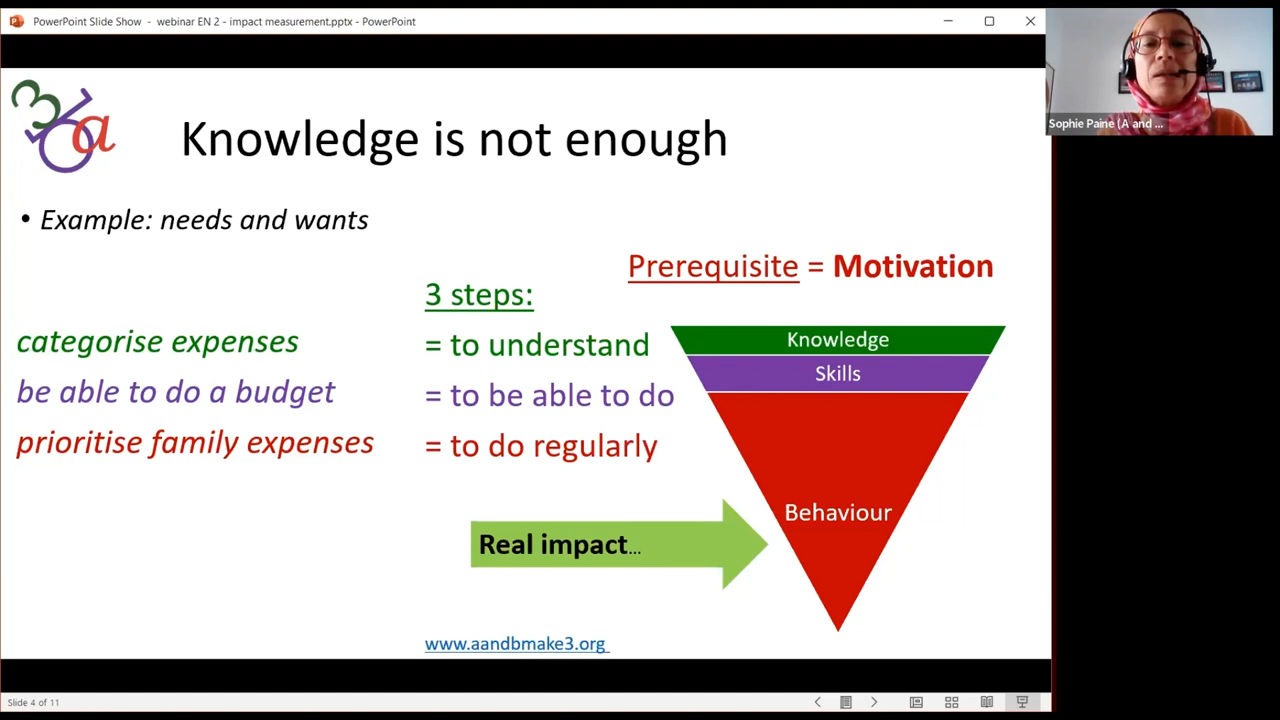 PowerPoint Slide Show - webinar EN 2 - impact measurement.pptx - PowerPoint
Sophie Paine (A and ...
36a
Knowledge is not enough
• Example: needs and wants
Prerequisite = Motivation
3 steps:
categorise expenses = to understand
be able to do a budget = to be able to do
prioritise family expenses = to do regularly
Knowledge
Skills
Behaviour
Real impact...
www.aandbmake3.org
Slide 4 of 11